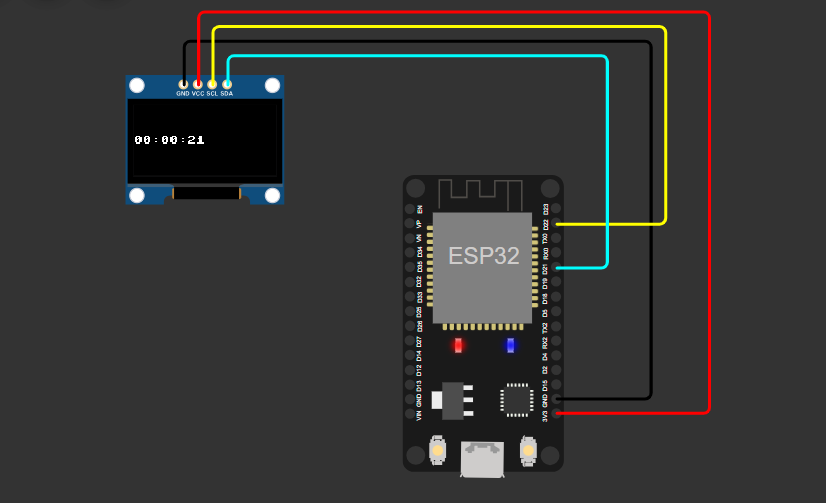 GND VCC SCL SDA
00:00:21
ESP32
EN
VP
VN
D34
D35
D32
D33
D25
D26
D27
D14
D12
D13
GND
VIN
D23
D22
TX0
RX0
D21
D19
D18
D5
TX2
RX2
D4
D2
D15
GND
3V3